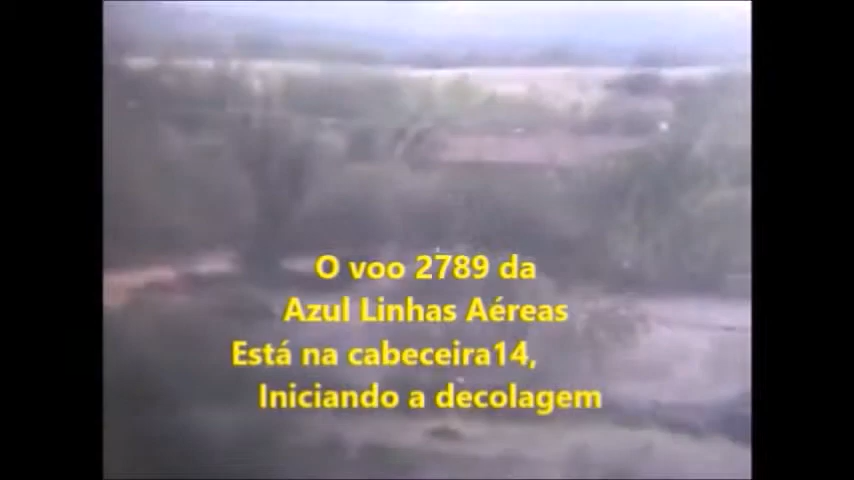 O voo 2789 da
Azul Linhas Aéreas
Está na cabeceira14,
Iniciando a decolagem